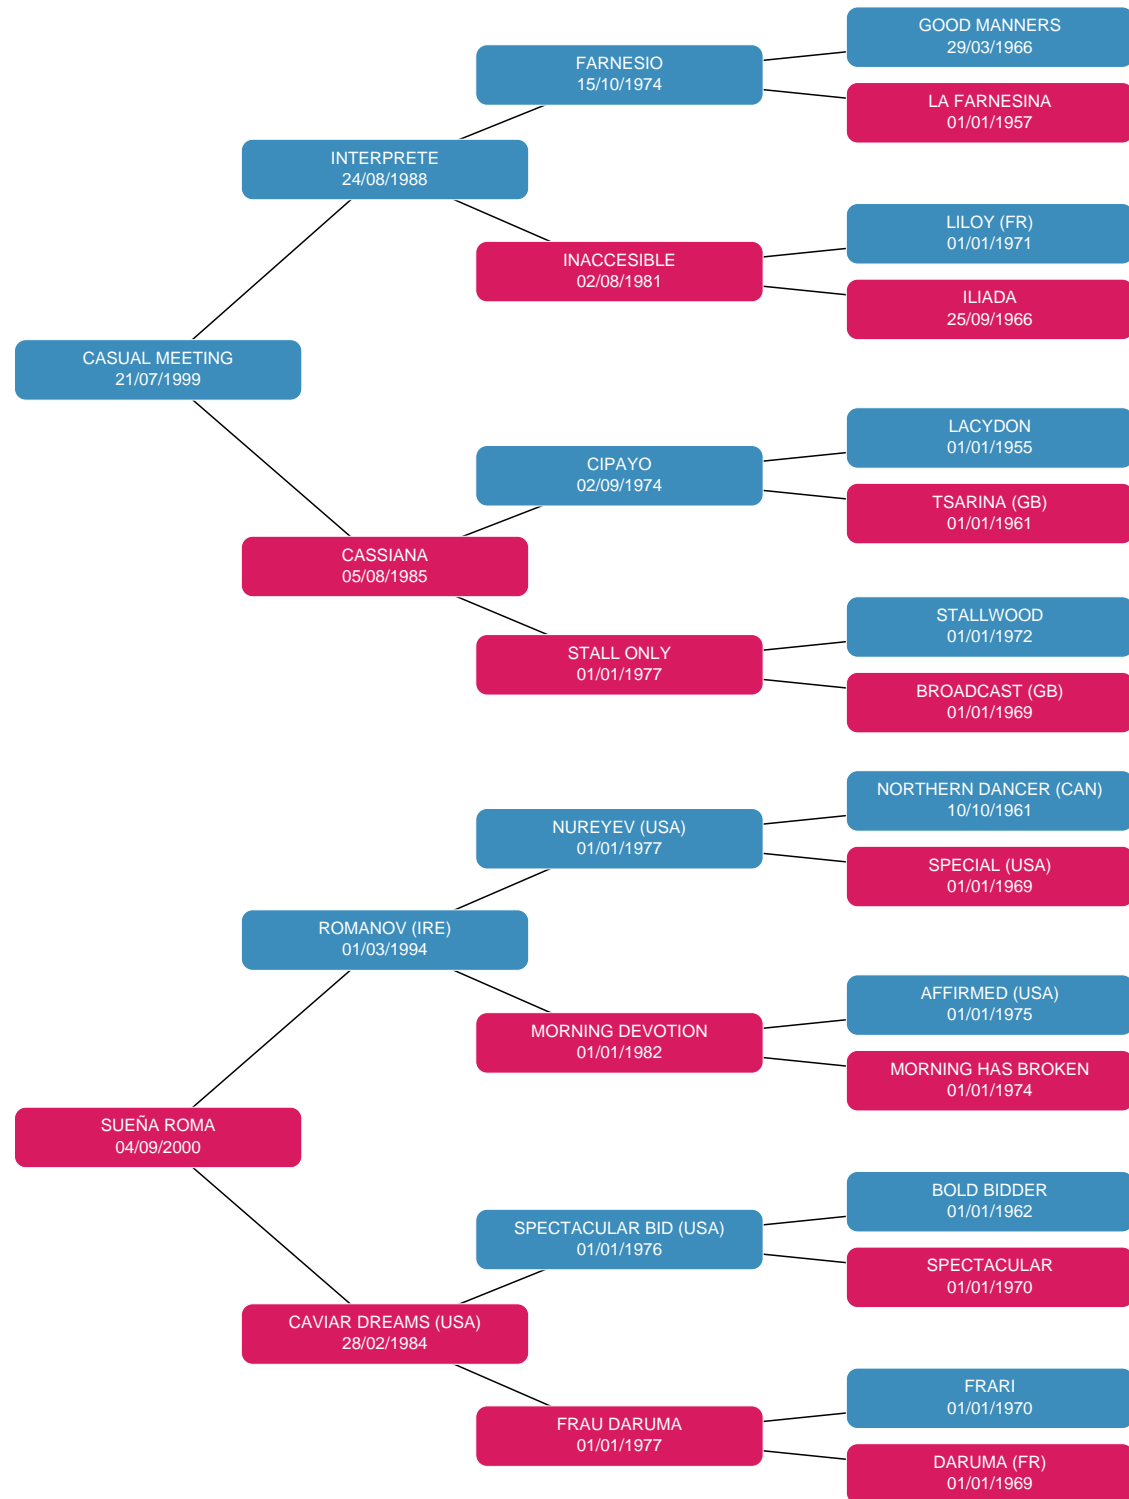 GOOD MANNERS
29/03/1966
FARNESIO
15/10/1974
LA FARNESINA
01/01/1957
INTERPRETE
24/08/1988
LILOY (FR)
01/01/1971
INACCESIBLE
02/08/1981
ILIADA
25/09/1966
CASUAL MEETING
21/07/1999
LACYDON
01/01/1955
CIPAYO
02/09/1974
TSARINA (GB)
01/01/1961
CASSIANA
05/08/1985
STALLWOOD
01/01/1972
STALL ONLY
01/01/1977
BROADCAST (GB)
01/01/1969
NORTHERN DANCER (CAN)
10/10/1961
NUREYEV (USA)
01/01/1977
SPECIAL (USA)
01/01/1969
ROMANOV (IRE)
01/03/1994
AFFIRMED (USA)
01/01/1975
MORNING DEVOTION
01/01/1982
MORNING HAS BROKEN
01/01/1974
SUEÑA ROMA
04/09/2000
BOLD BIDDER
01/01/1962
SPECTACULAR BID (USA)
01/01/1976
SPECTACULAR
01/01/1970
CAVIAR DREAMS (USA)
28/02/1984
FRARI
01/01/1970
FRAU DARUMA
01/01/1977
DARUMA (FR)
01/01/1969